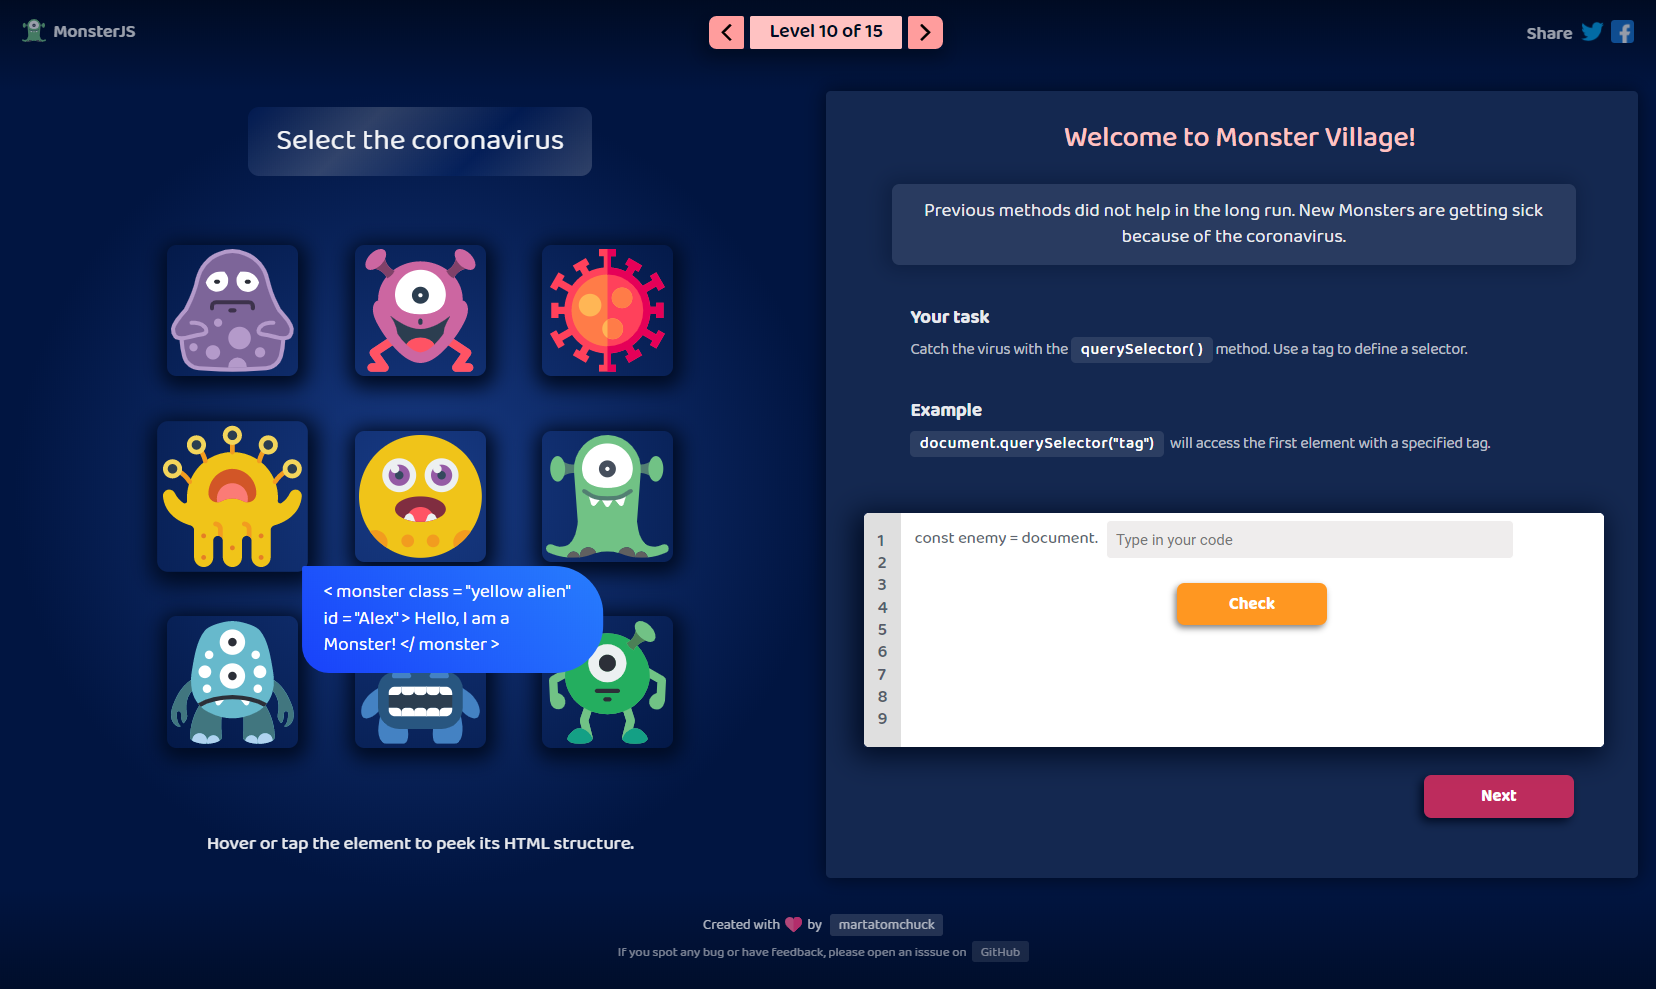 MonsterJS
Level 10 of 15
Share
Select the coronavirus
Welcome to Monster Village!
Previous methods did not help in the long run. New Monsters are getting sick
because of the coronavirus.
Your task
Catch the virus with the querySelector( ) method. Use a tag to define a selector.
Example
document.querySelector("tag") will access the first element with a specified tag.
1
2
3
4
5
6
7
8
9
const enemy = document. Type in your code
Check
Next
< monster class = "yellow alien"
id = "Alex" > Hello, I am a
Monster! </ monster >
Hover or tap the element to peek its HTML structure.
Created with by martatomchuck
If you spot any bug or have feedback, please open an isssue on GitHub